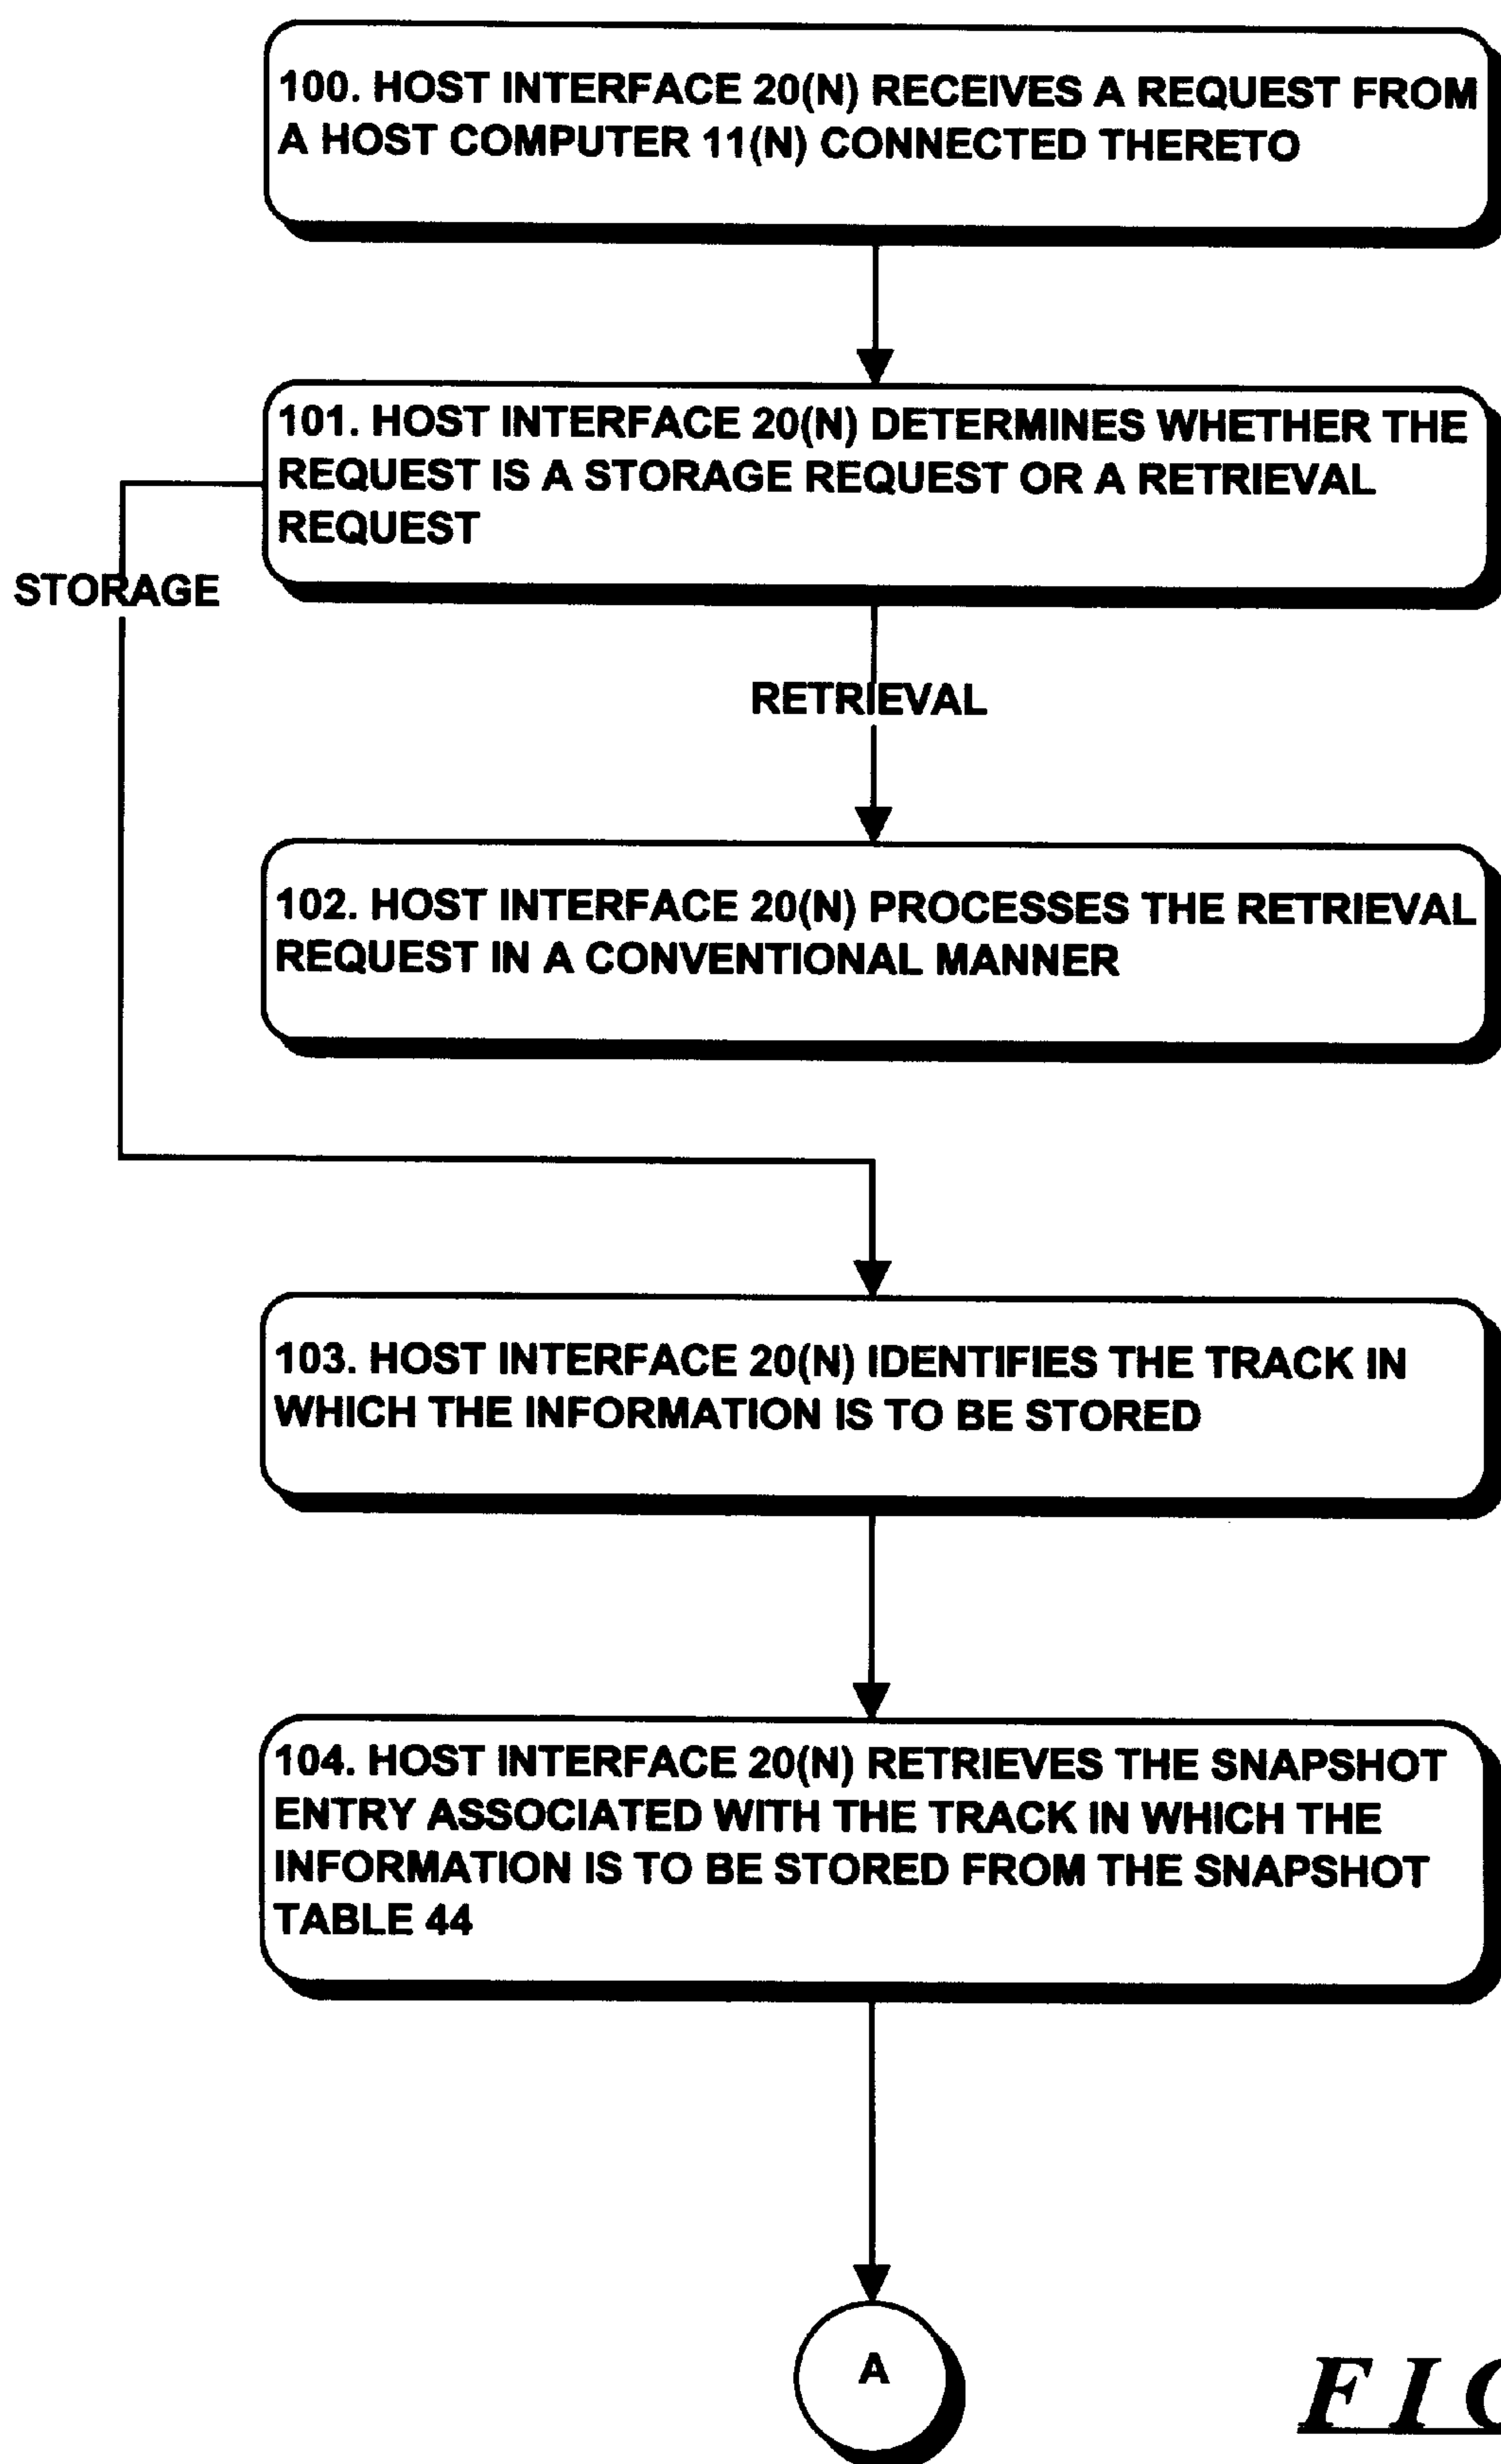 100. HOST INTERFACE 20(N) RECEIVES A REQUEST FROM
A HOST COMPUTER 11(N) CONNECTED THERETO
101. HOST INTERFACE 20(N) DETERMINES WHETHER THE
REQUEST IS A STORAGE REQUEST OR A RETRIEVAL
REQUEST
STORAGE
RETRIEVAL
102. HOST INTERFACE 20(N) PROCESSES THE RETRIEVAL
REQUEST IN A CONVENTIONAL MANNER
103. HOST INTERFACE 20(N) IDENTIFIES THE TRACK IN
WHICH THE INFORMATION IS TO BE STORED
104. HOST INTERFACE 20(N) RETRIEVES THE SNAPSHOT
ENTRY ASSOCIATED WITH THE TRACK IN WHICH THE
INFORMATION IS TO BE STORED FROM THE SNAPSHOT
TABLE 44
A